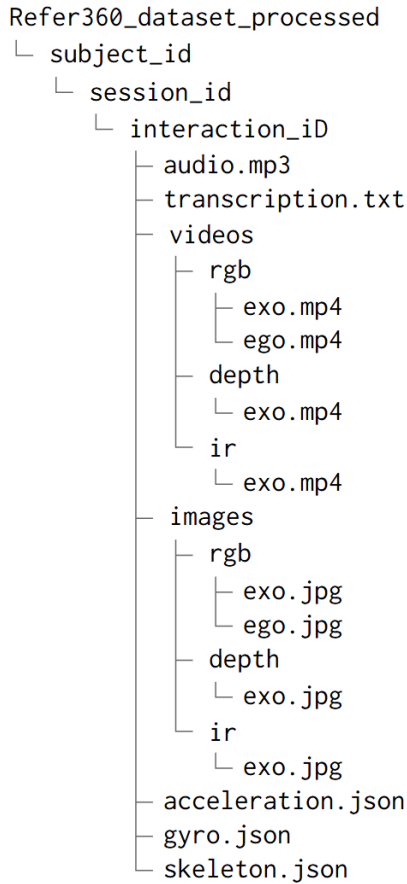 Refer360_dataset_processed
subject_id
session_id
interaction_iD
audio.mp3
transcription.txt
videos
rgb
exo.mp4
ego.mp4
depth
exo.mp4
ir
exo.mp4
images
rgb
exo.jpg
ego.jpg
depth
exo.jpg
ir
exo.jpg
acceleration.json
gyro.json
skeleton.json